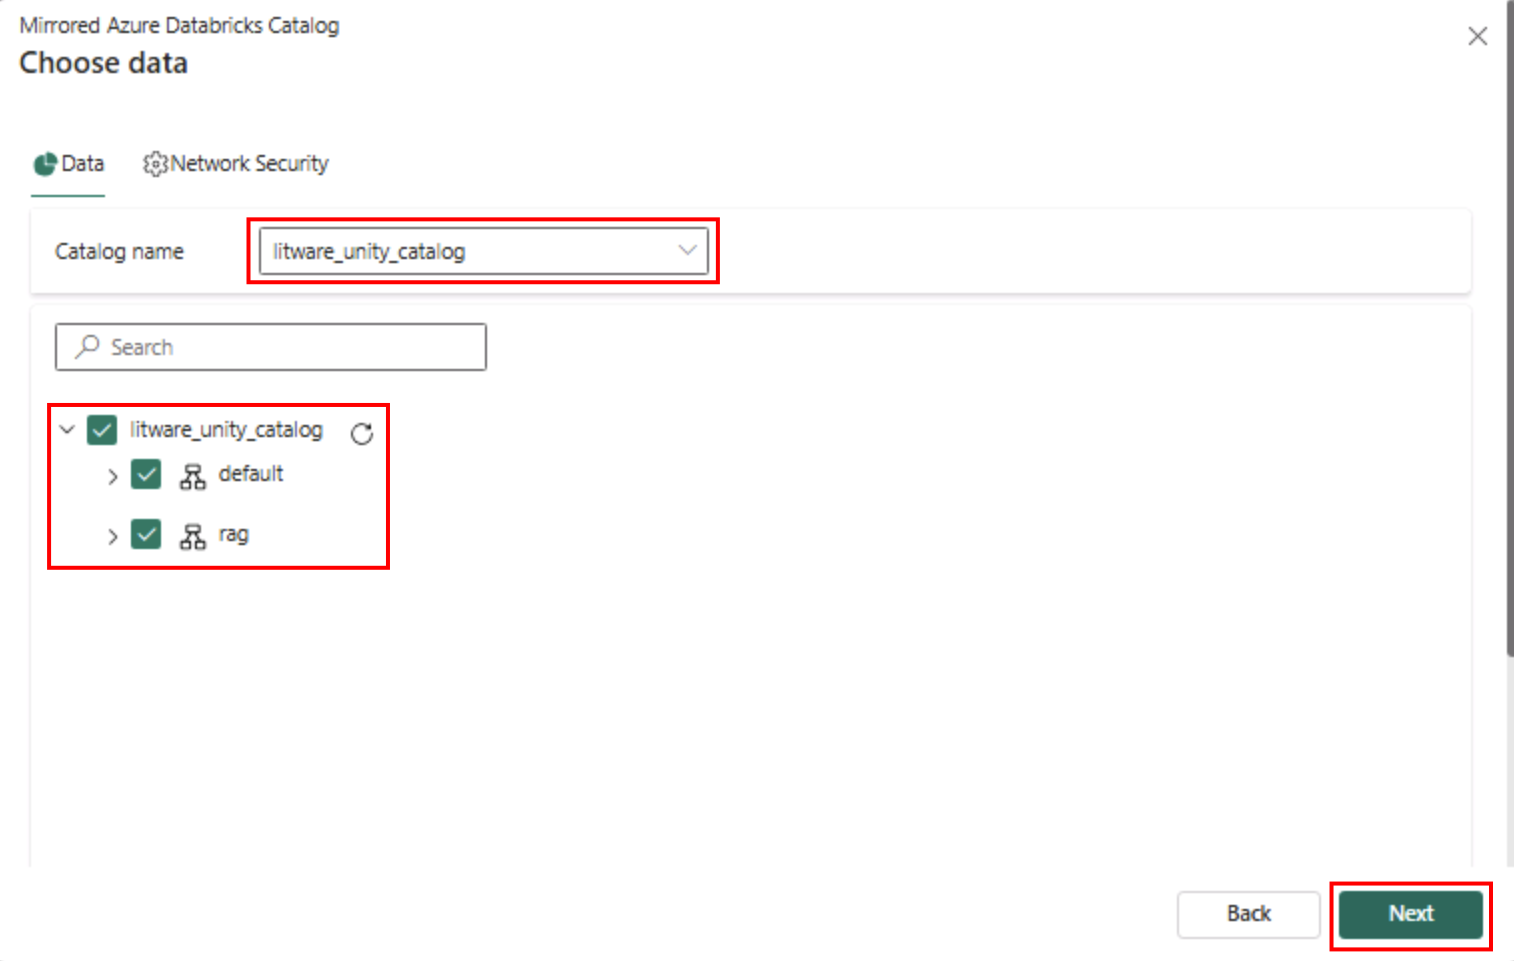 Mirrored Azure Databricks Catalog
Choose data
Data
Network Security
Catalog name
litware_unity_catalog
Search
litware_unity_catalog
default
rag
Back
Next